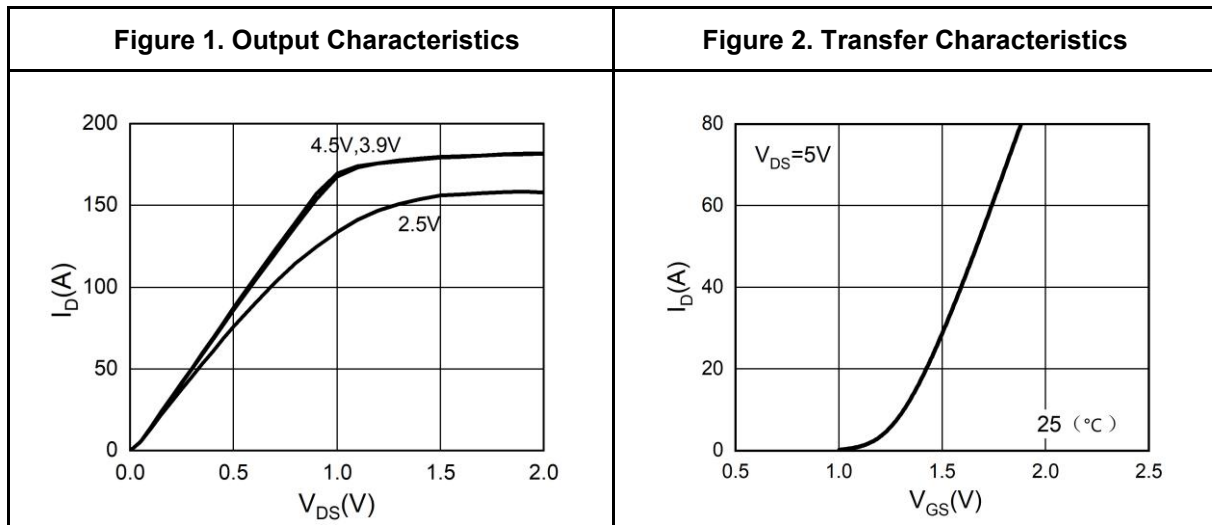 Figure 1. Output Characteristics
Figure 2. Transfer Characteristics
200
150
100
50
0
I_D(A)
4.5V,3.9V
2.5V
0.0 0.5 1.0 1.5 2.0
V_DS(V)
80
60
40
20
0
I_D(A)
V_DS=5V
25（℃）
0.5 1.0 1.5 2.0 2.5
V_GS(V)